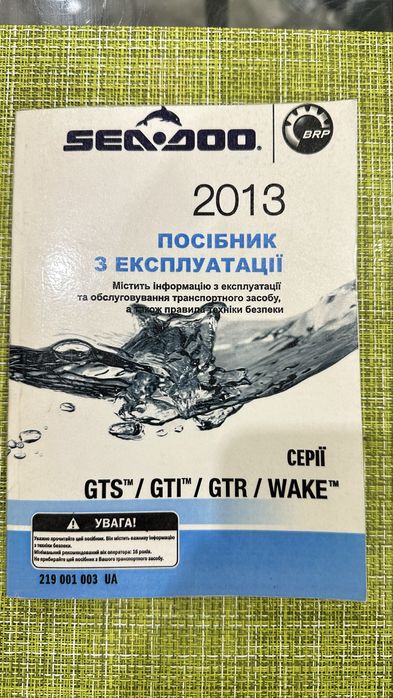 SEA-DOO.
BRP
2013
ПОСІБНИК
З ЕКСПЛУАТАЦІЇ
Містить інформацію з експлуатації
та обслуговування транспортного засобу,
а також правила техніки безпеки
СЕРІЇ
GTS™ / GTI™ / GTR / WAKE™
УВАГА!
Уважно прочитайте цей посібник. Він містить важливу інформацію
з техніки безпеки.
Мінімальний рекомендований вік оператора: 16 років.
Не прибирайте цей посібник з Вашого транспортного засобу.
219 001 003 UA